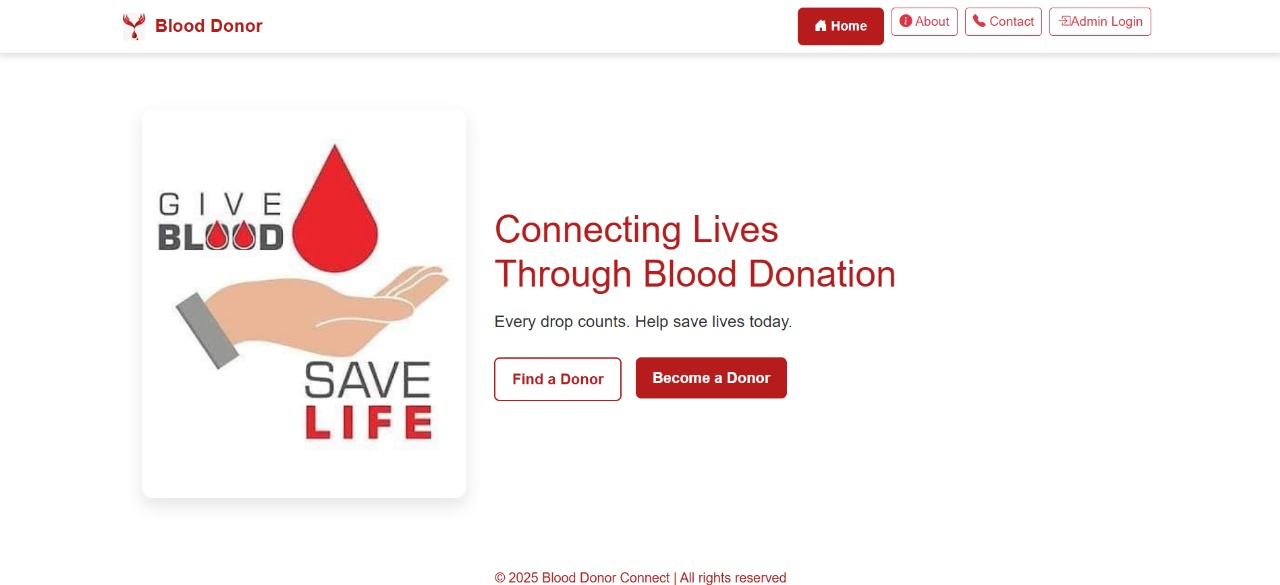 Blood Donor
Home
About
Contact
Admin Login
GIVE
BLOOD
SAVE
LIFE
Connecting Lives
Through Blood Donation
Every drop counts. Help save lives today.
Find a Donor
Become a Donor
© 2025 Blood Donor Connect | All rights reserved